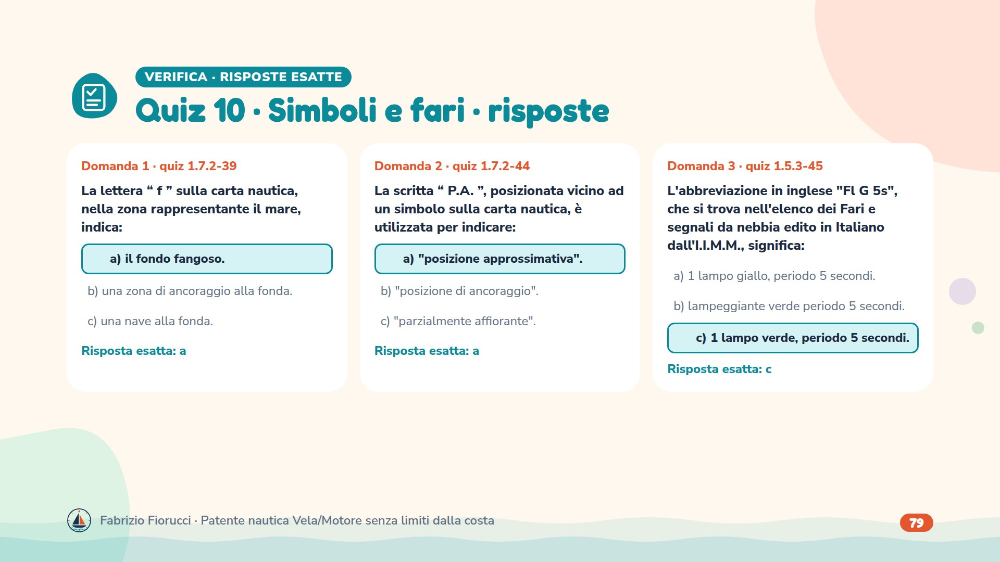 VERIFICA · RISPOSTE ESATTE
Quiz 10 · Simboli e fari · risposte
Domanda 1 · quiz 1.7.2-39
La lettera “ f ” sulla carta nautica,
nella zona rappresentante il mare,
indica:
a) il fondo fangoso.
b) una zona di ancoraggio alla fonda.
c) una nave alla fonda.
Risposta esatta: a
Domanda 2 · quiz 1.7.2-44
La scritta “ P.A. ”, posizionata vicino ad
un simbolo sulla carta nautica, è
utilizzata per indicare:
a) "posizione approssimativa".
b) "posizione di ancoraggio".
c) "parzialmente affiorante".
Risposta esatta: a
Domanda 3 · quiz 1.5.3-45
L'abbreviazione in inglese "Fl G 5s",
che si trova nell'elenco dei Fari e
segnali da nebbia edito in Italiano
dall'I.I.M.M., significa:
a) 1 lampo giallo, periodo 5 secondi.
b) lampeggiante verde periodo 5 secondi.
c) 1 lampo verde, periodo 5 secondi.
Risposta esatta: c
Fabrizio Fiorucci · Patente nautica Vela/Motore senza limiti dalla costa
79